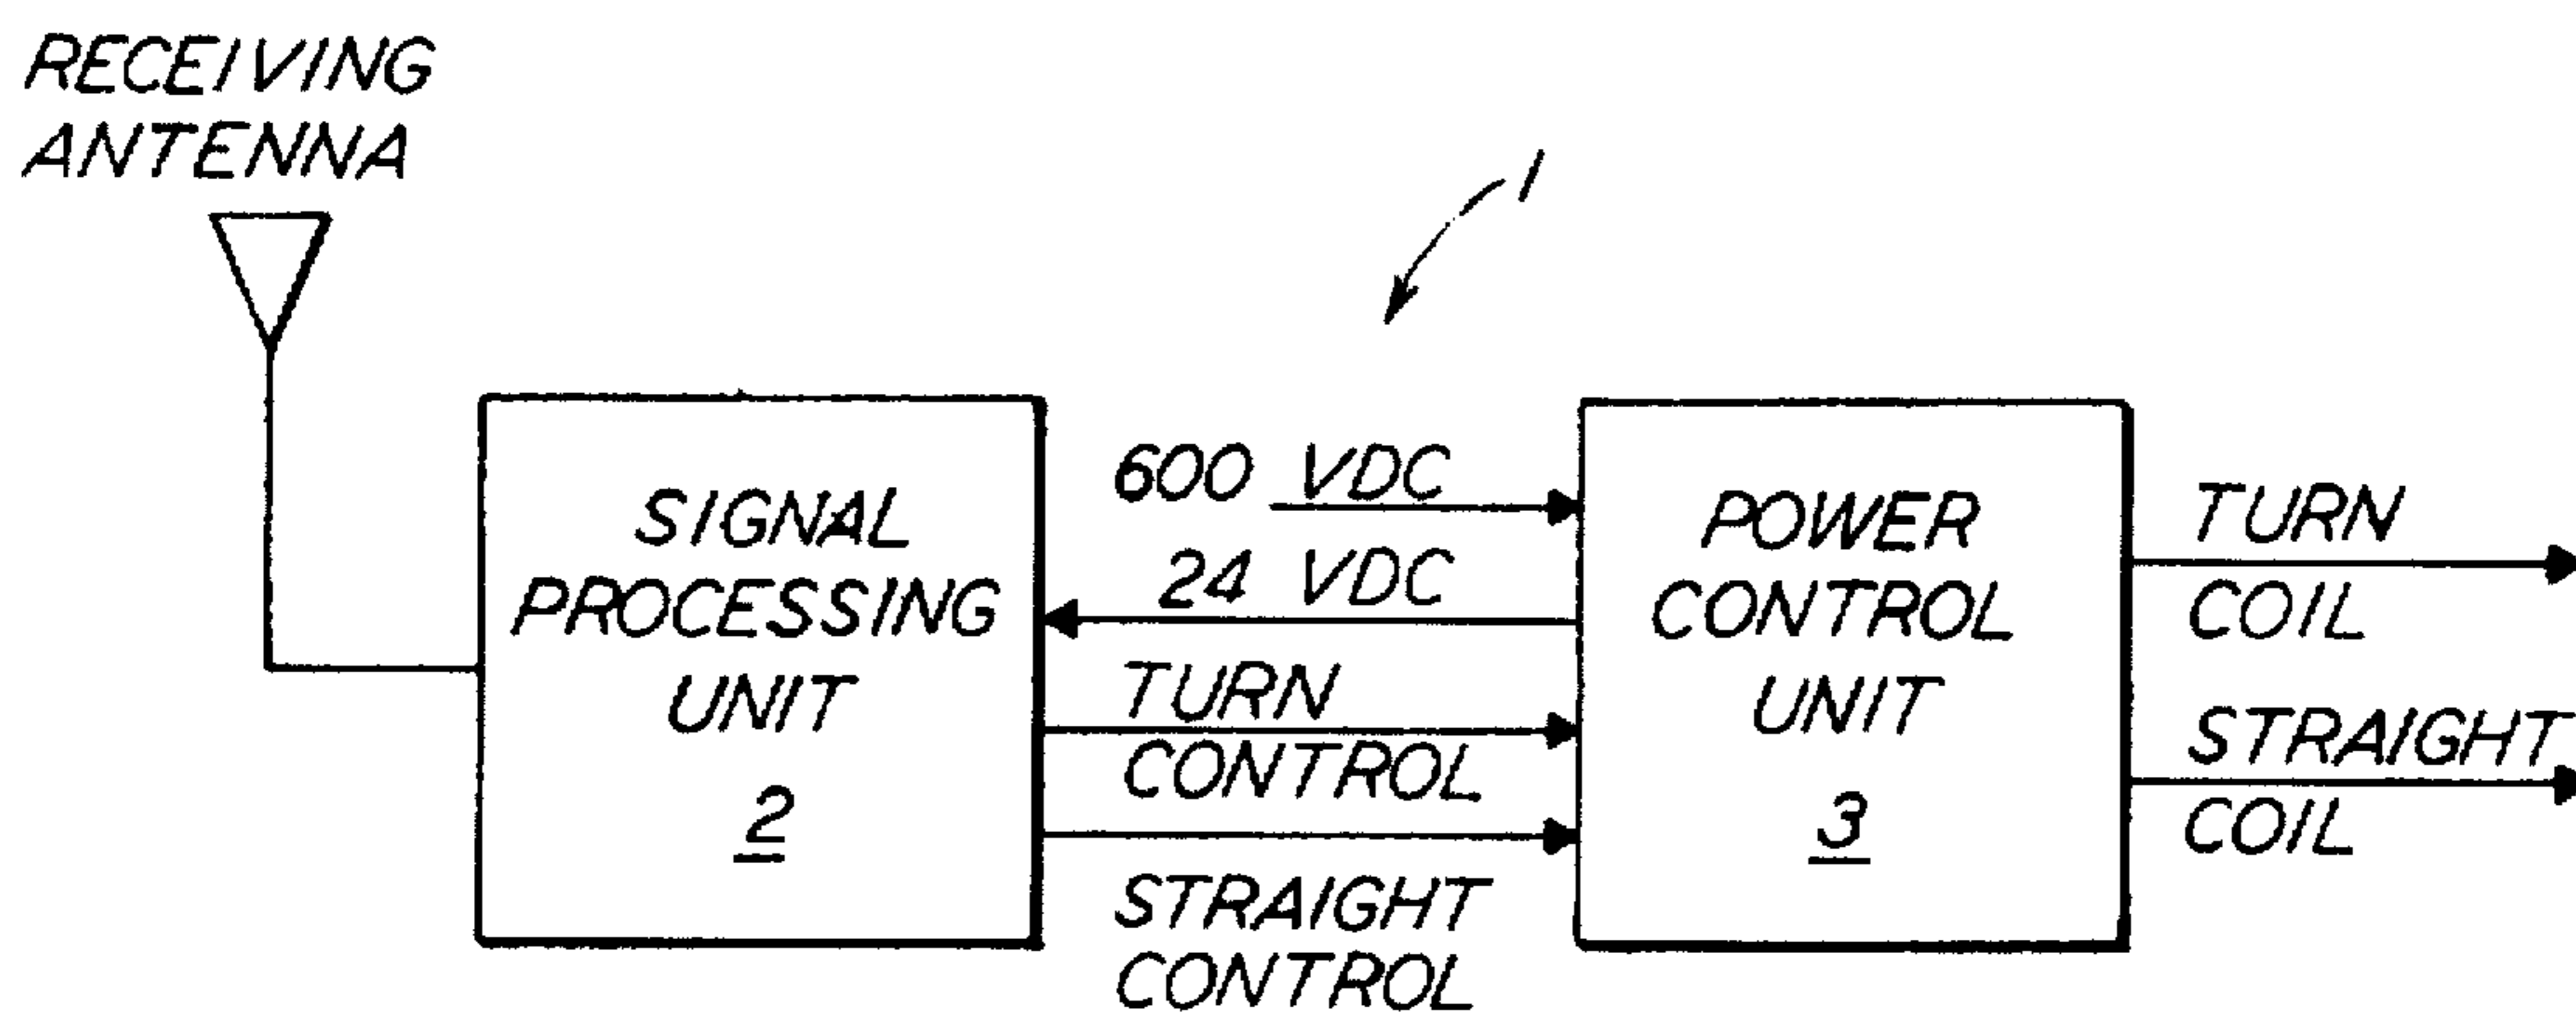 RECEIVING
ANTENNA
1
SIGNAL
PROCESSING
UNIT
2
600 VDC
24 VDC
TURN
CONTROL
STRAIGHT
CONTROL
POWER
CONTROL
UNIT
3
TURN
COIL
STRAIGHT
COIL